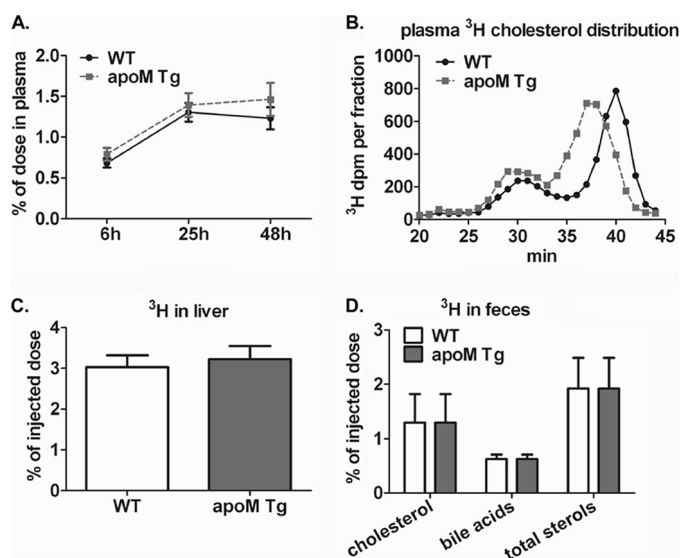 A.
WT
apoM Tg
% of dose in plasma
2.0
1.5
1.0
0.5
0.0
6h 25h 48h
B.
plasma ³H cholesterol distribution
WT
apoM Tg
³H dpm per fraction
1000
800
600
400
200
0
20 25 30 35 40 45
min
C.
³H in liver
% of injected dose
4
3
2
1
0
WT apoM Tg
D.
³H in feces
WT
apoM Tg
% of injected dose
3
2
1
0
cholesterol bile acids total sterols